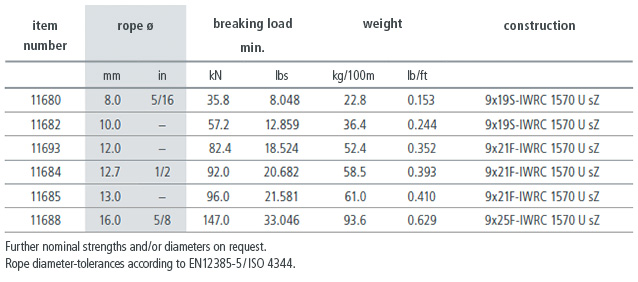 item number rope ø breaking load min. weight construction
mm in kN lbs kg/100m lb/ft
11680 8.0 5/16 35.8 8.048 22.8 0.153 9x19S-IWRC 1570 U sZ
11682 10.0 – 57.2 12.859 36.4 0.244 9x19S-IWRC 1570 U sZ
11693 12.0 – 82.4 18.524 52.4 0.352 9x21F-IWRC 1570 U sZ
11684 12.7 1/2 92.0 20.682 58.5 0.393 9x21F-IWRC 1570 U sZ
11685 13.0 – 96.0 21.581 61.0 0.410 9x21F-IWRC 1570 U sZ
11688 16.0 5/8 147.0 33.046 93.6 0.629 9x25F-IWRC 1570 U sZ
Further nominal strengths and/or diameters on request.
Rope diameter-tolerances according to EN12385-5/ISO 4344.